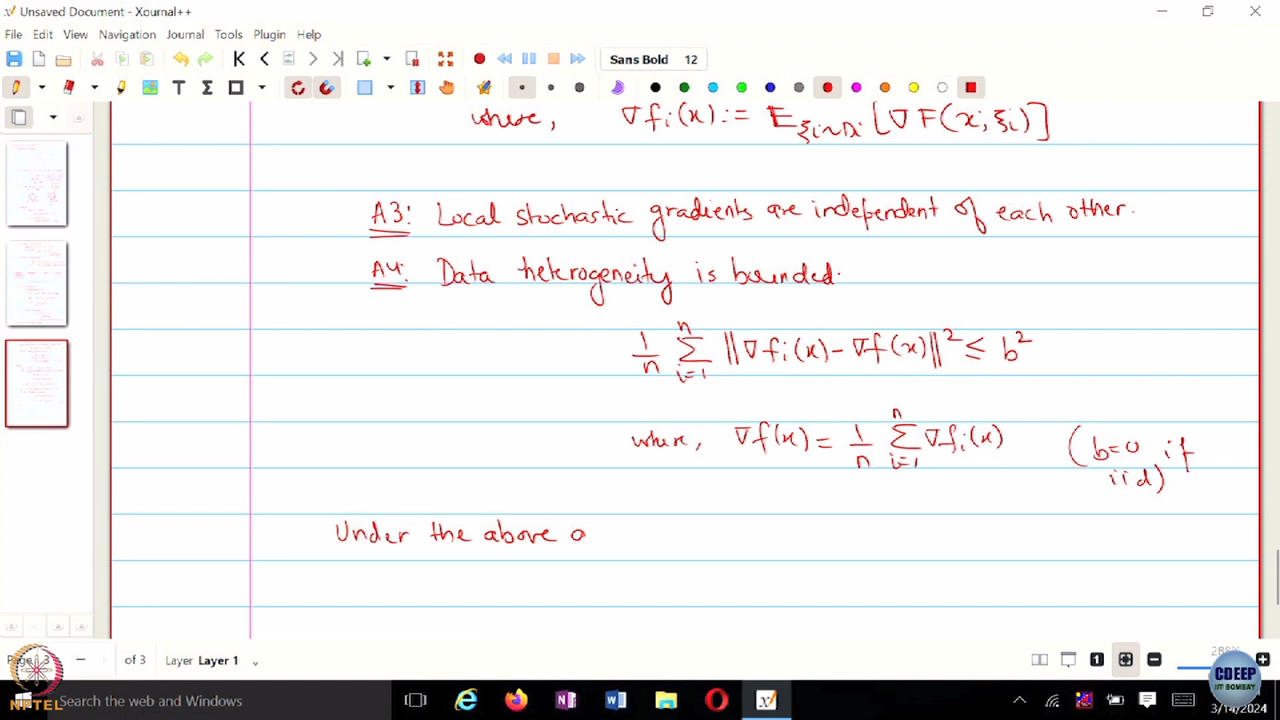 Unsaved Document - Xournal++
File Edit View Navigation Journal Tools Plugin Help
Sans Bold 12
where, ∇fi(x) := E_{ξi∼Di} [∇F(x; ξi)]
A3: Local stochastic gradients are independent of each other.
A4: Data heterogeneity is bounded.
1/n Σ_{i=1}^{n} ||∇fi(x) - ∇f(x)||² ≤ b²
where, ∇f(x) = 1/n Σ_{i=1}^{n} ∇fi(x) (b=0 if
iid)
Under the above a
of 3 Layer Layer 1
288%
CDEEP
IIT BOMBAY
Search the web and Windows
NPTEL
3/14/2024